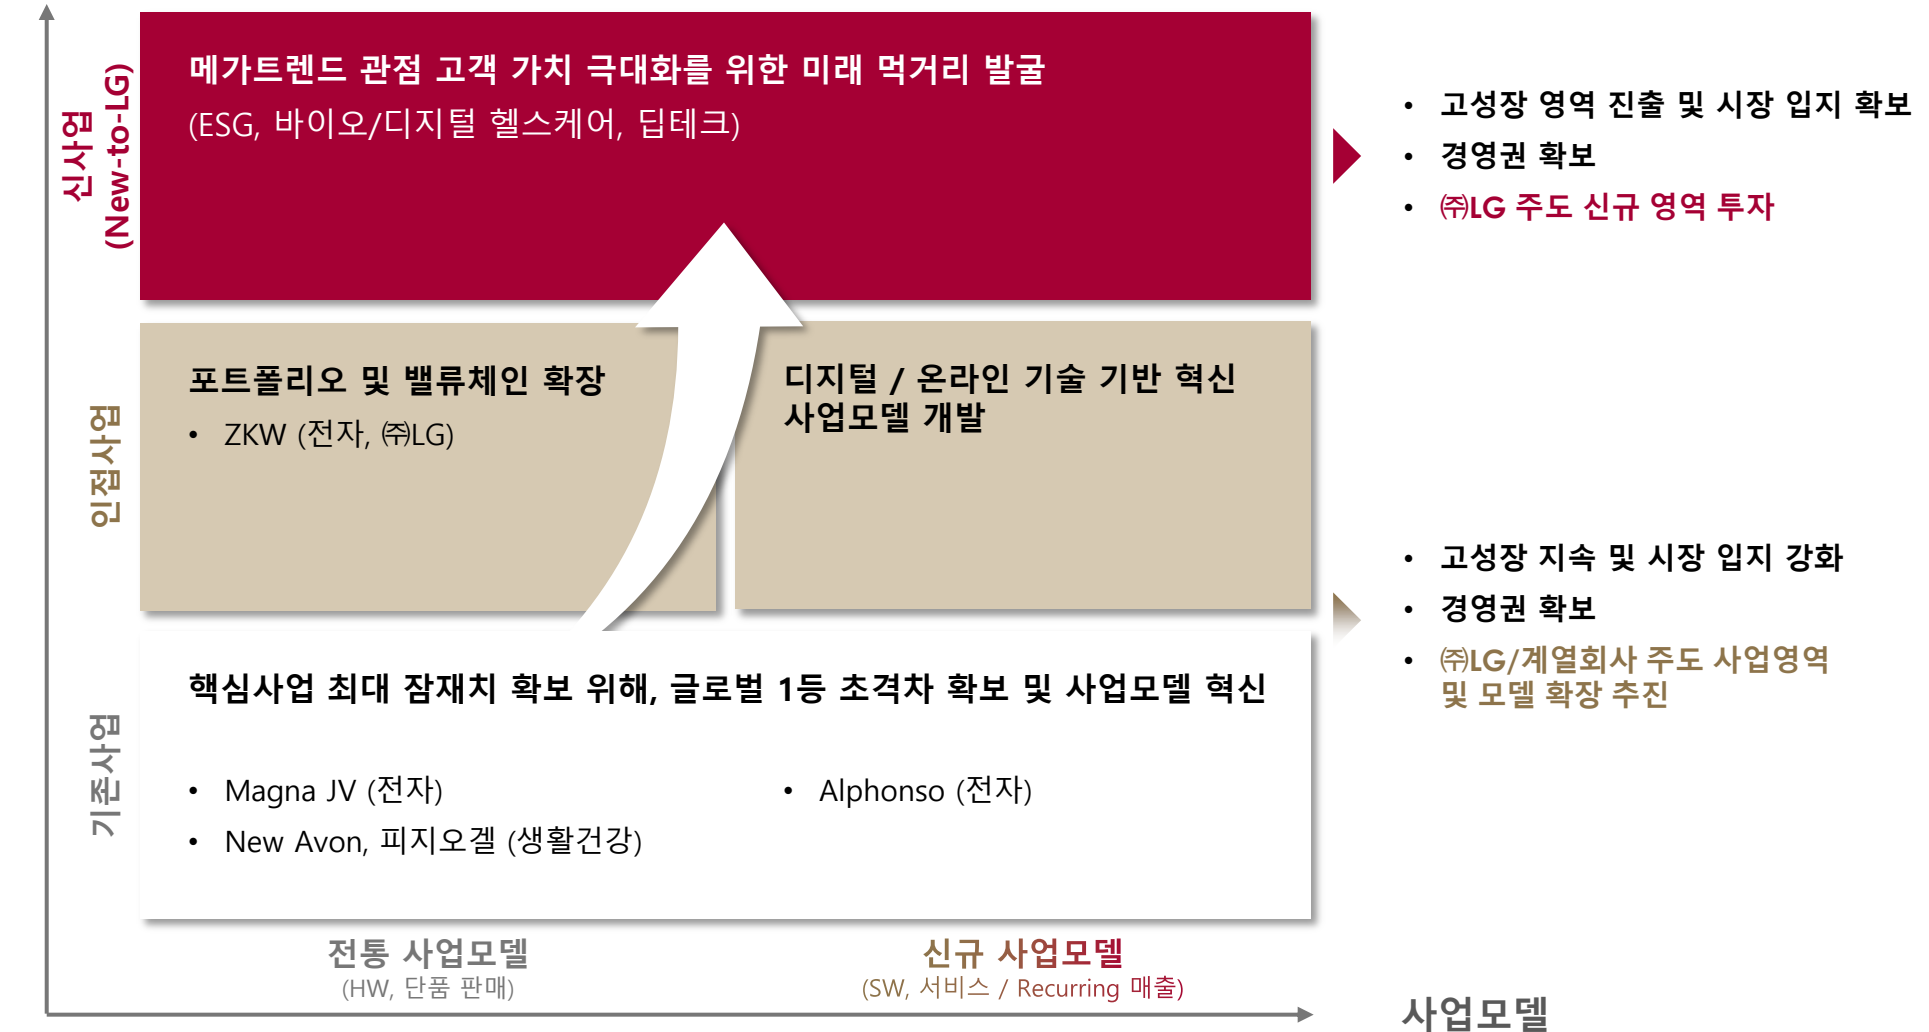 신사업
(New-to-LG)
메가트렌드 관점 고객 가치 극대화를 위한 미래 먹거리 발굴
(ESG, 바이오/디지털 헬스케어, 딥테크)
• 고성장 영역 진출 및 시장 입지 확보
• 경영권 확보
• ㈜LG 주도 신규 영역 투자
인접사업
포트폴리오 및 밸류체인 확장
• ZKW (전자, ㈜LG)
디지털 / 온라인 기술 기반 혁신
사업모델 개발
• 고성장 지속 및 시장 입지 강화
• 경영권 확보
• ㈜LG/계열회사 주도 사업영역
및 모델 확장 추진
기존사업
핵심사업 최대 잠재치 확보 위해, 글로벌 1등 초격차 확보 및 사업모델 혁신
• Magna JV (전자)
• New Avon, 피지오겔 (생활건강)
• Alphonso (전자)
전통 사업모델
(HW, 단품 판매)
신규 사업모델
(SW, 서비스 / Recurring 매출)
사업모델